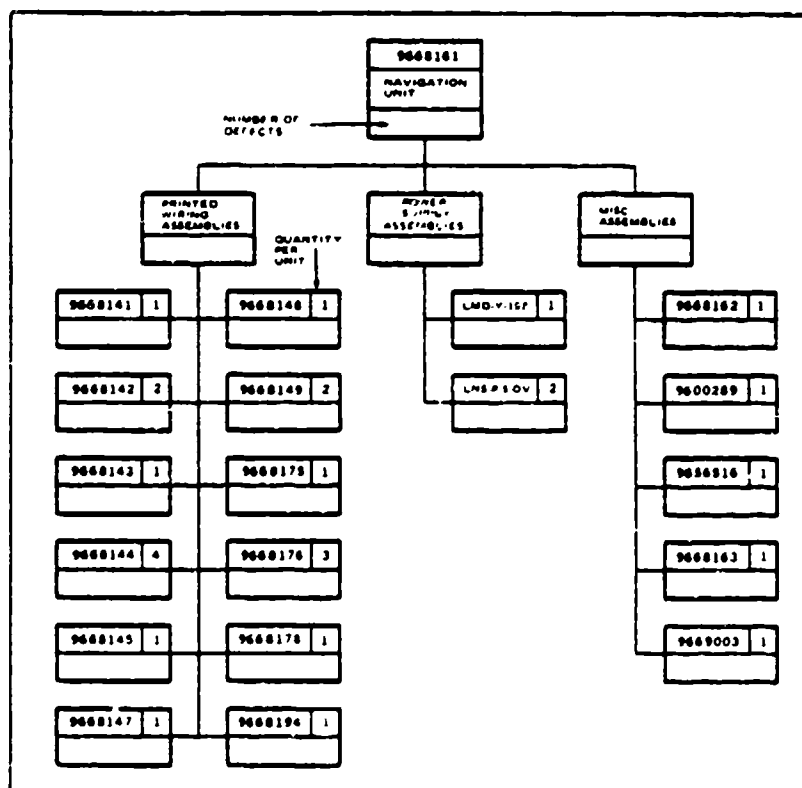 9668161
NAVIGATION
UNIT
NUMBER OF
DEFECTS
PRINTED
WIRING
ASSEMBLIES
POWER
SUPPLY
ASSEMBLIES
MISC
ASSEMBLIES
QUANTITY
PER
UNIT
9668141 1
9668148 1
1
9668162 1
9668142 2
9668149 2
2
9600289 1
9668143 1
9668175 1
9656516 1
9668144 4
9668176 3
9668163 1
9668145 1
9668178 1
9669003 1
9668147 1
9668194 1